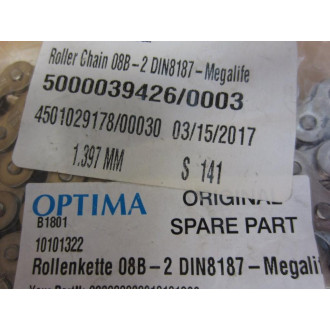 Roller Chain 08B-2 DIN8187-Megalife
5000039426/0003
4501029178/00030 03/15/2017
1.397 MM S 141
OPTIMA ORIGINAL
B1801 SPARE PART
10101322
Rollenkette 08B-2 DIN8187-Megalif